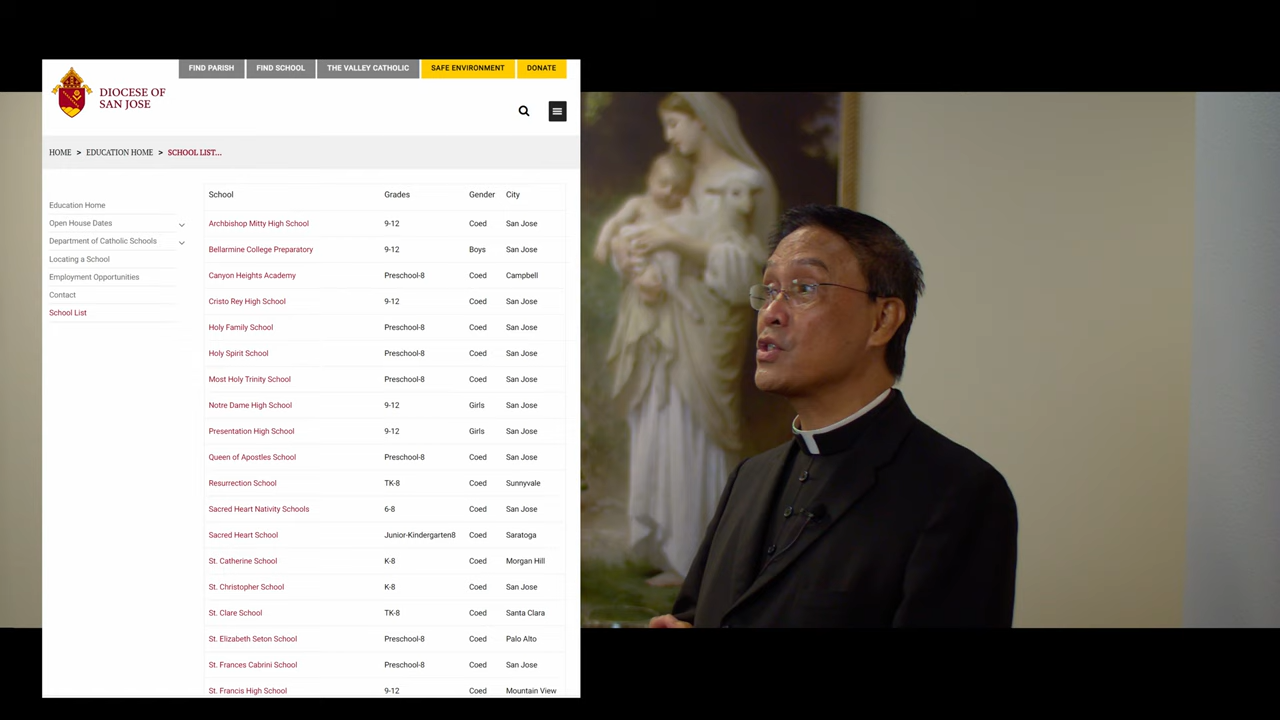 FIND PARISH FIND SCHOOL THE VALLEY CATHOLIC SAFE ENVIRONMENT DONATE
DIOCESE OF
SAN JOSE
HOME > EDUCATION HOME > SCHOOL LIST...
Education Home
Open House Dates
Department of Catholic Schools
Locating a School
Employment Opportunities
Contact
School List
School Grades Gender City
Archbishop Mitty High School 9-12 Coed San Jose
Bellarmine College Preparatory 9-12 Boys San Jose
Canyon Heights Academy Preschool-8 Coed Campbell
Cristo Rey High School 9-12 Coed San Jose
Holy Family School Preschool-8 Coed San Jose
Holy Spirit School Preschool-8 Coed San Jose
Most Holy Trinity School Preschool-8 Coed San Jose
Notre Dame High School 9-12 Girls San Jose
Presentation High School 9-12 Girls San Jose
Queen of Apostles School Preschool-8 Coed San Jose
Resurrection School TK-8 Coed Sunnyvale
Sacred Heart Nativity Schools 6-8 Coed San Jose
Sacred Heart School Junior-Kindergarten8 Coed Saratoga
St. Catherine School K-8 Coed Morgan Hill
St. Christopher School K-8 Coed San Jose
St. Clare School TK-8 Coed Santa Clara
St. Elizabeth Seton School Preschool-8 Coed Palo Alto
St. Frances Cabrini School Preschool-8 Coed San Jose
St. Francis High School 9-12 Coed Mountain View